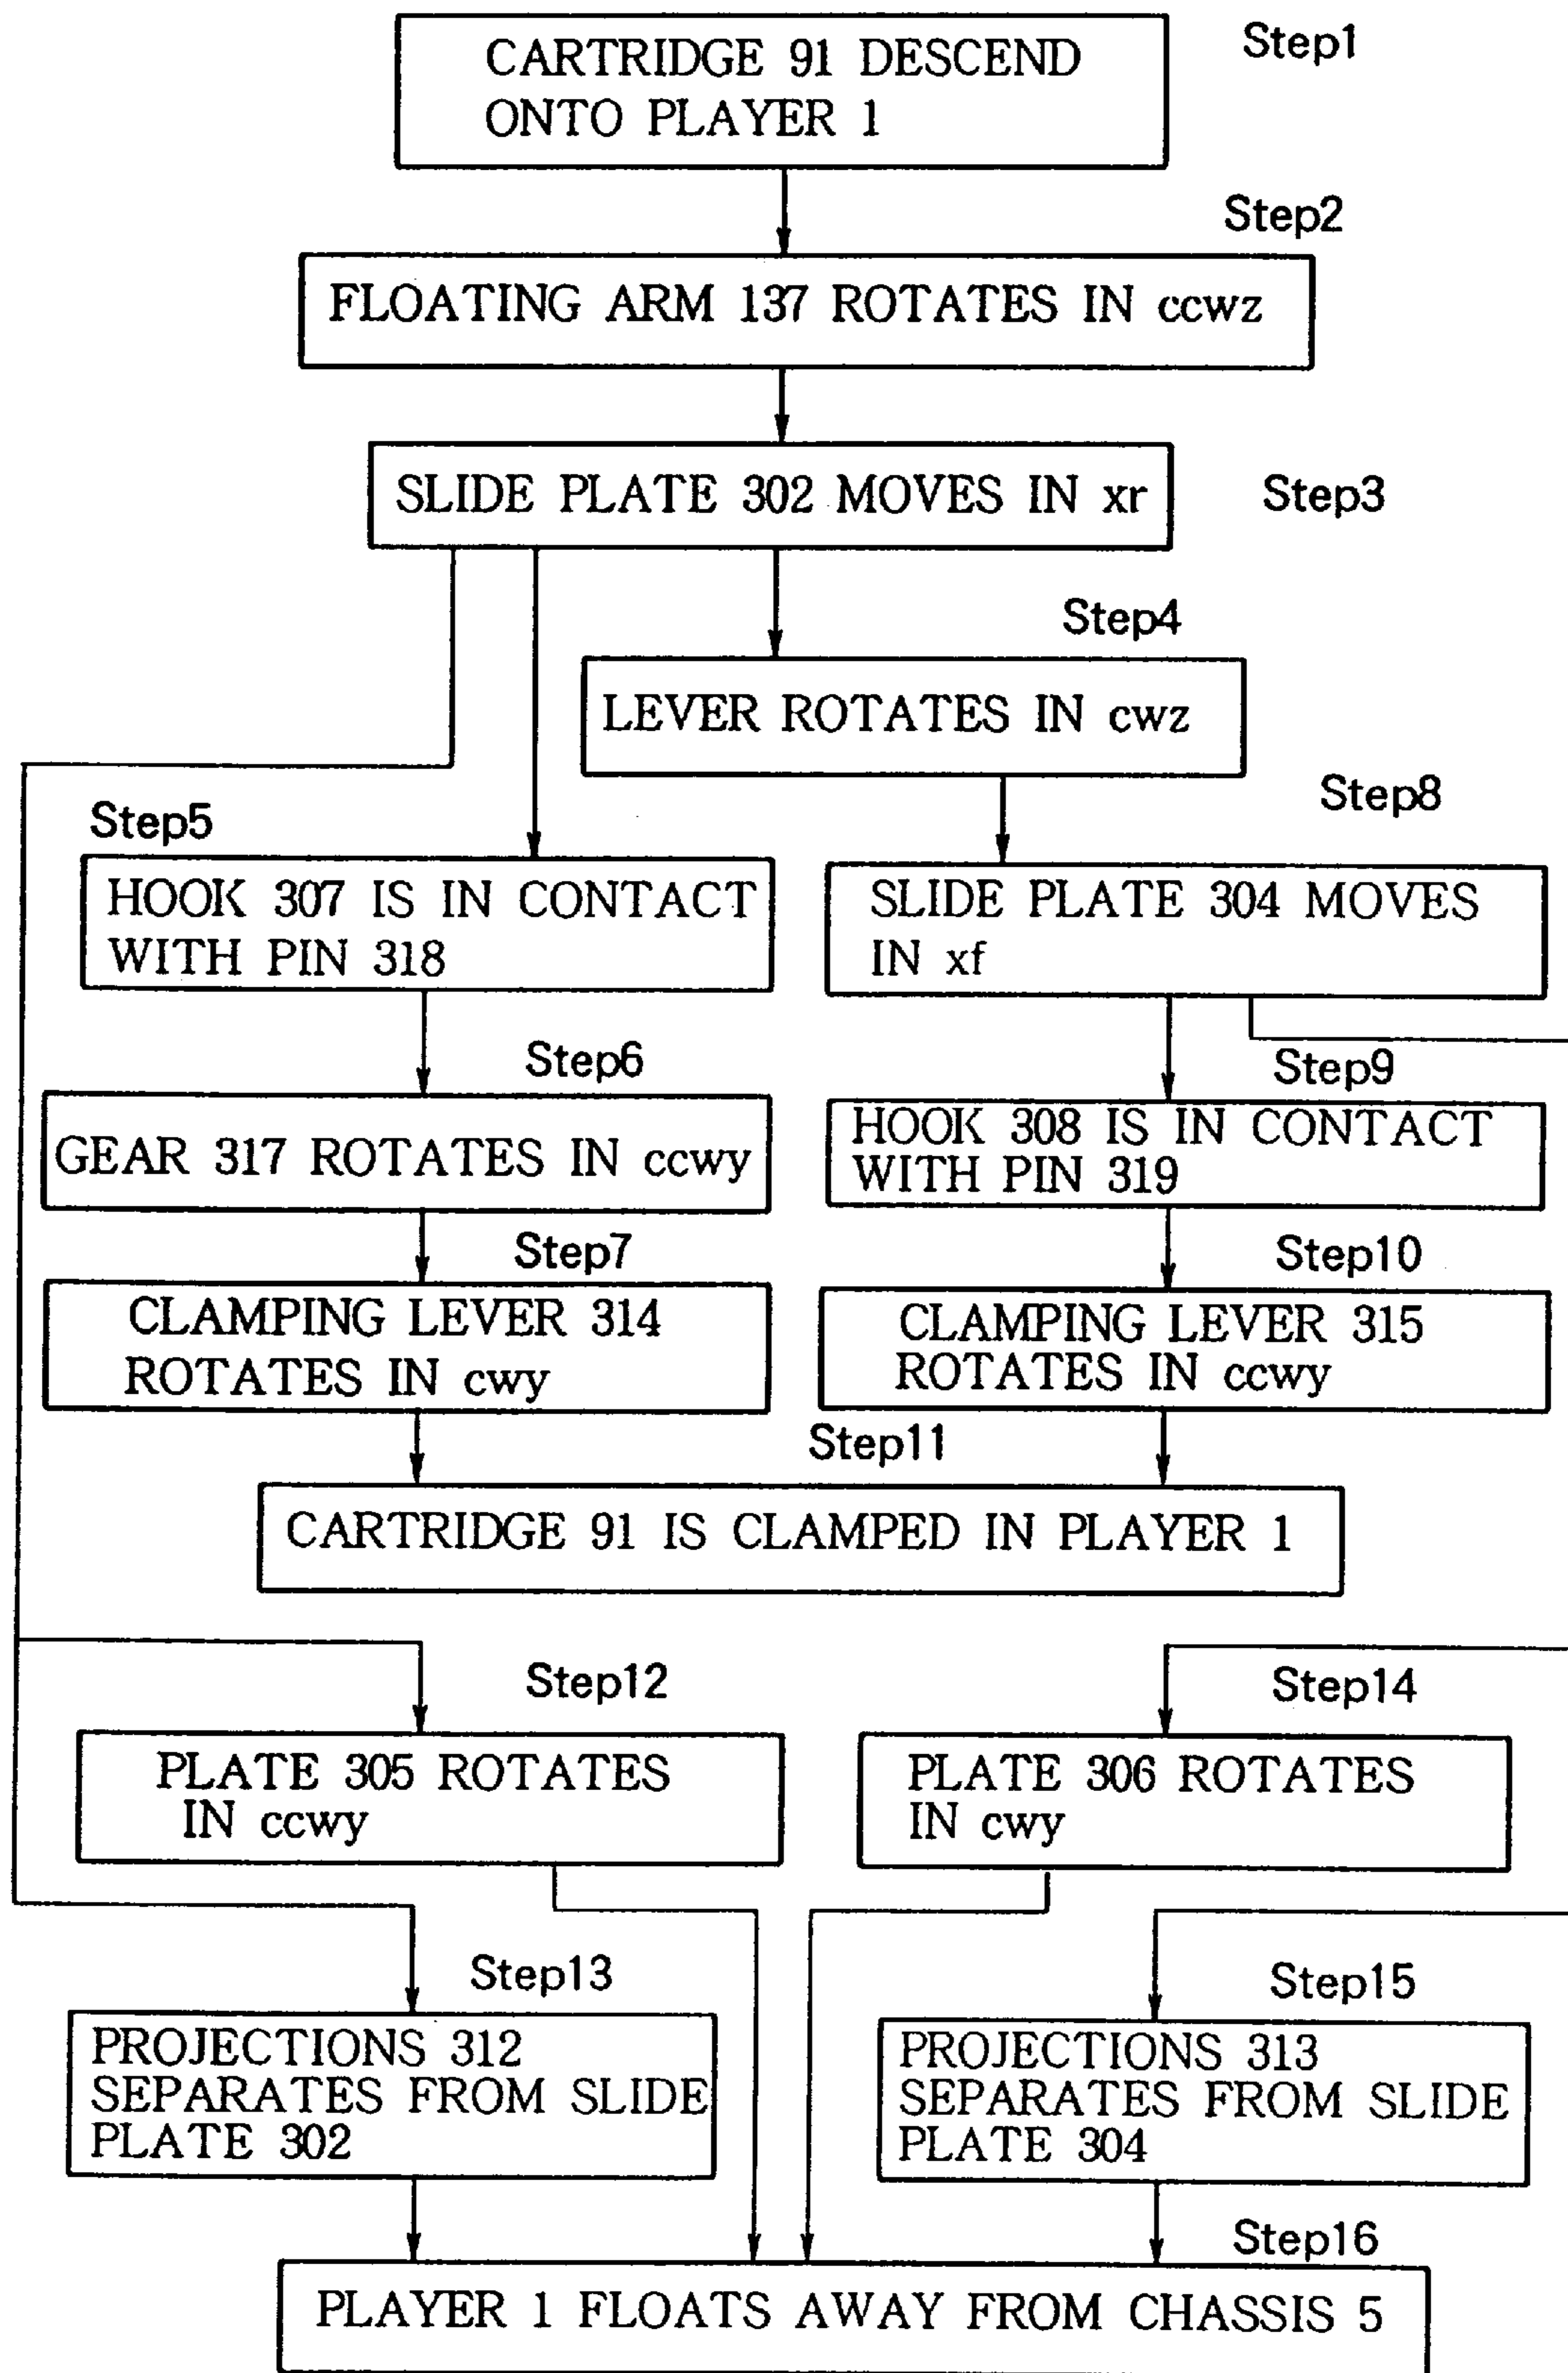 CARTRIDGE 91 DESCEND
ONTO PLAYER 1
Step1
Step2
FLOATING ARM 137 ROTATES IN ccwz
SLIDE PLATE 302 MOVES IN xr
Step3
Step4
LEVER ROTATES IN cwz
Step5
HOOK 307 IS IN CONTACT
WITH PIN 318
Step8
SLIDE PLATE 304 MOVES
IN xf
Step6
GEAR 317 ROTATES IN ccwy
Step9
HOOK 308 IS IN CONTACT
WITH PIN 319
Step7
CLAMPING LEVER 314
ROTATES IN cwy
Step10
CLAMPING LEVER 315
ROTATES IN ccwy
Step11
CARTRIDGE 91 IS CLAMPED IN PLAYER 1
Step12
PLATE 305 ROTATES
IN ccwy
Step14
PLATE 306 ROTATES
IN cwy
Step13
PROJECTIONS 312
SEPARATES FROM SLIDE
PLATE 302
Step15
PROJECTIONS 313
SEPARATES FROM SLIDE
PLATE 304
Step16
PLAYER 1 FLOATS AWAY FROM CHASSIS 5